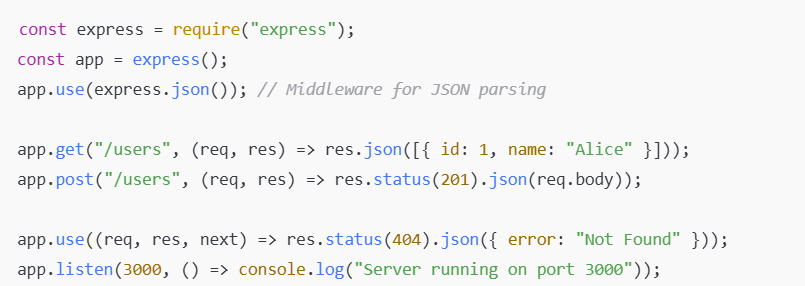 const express = require("express");
const app = express();
app.use(express.json()); // Middleware for JSON parsing
app.get("/users", (req, res) => res.json([{ id: 1, name: "Alice" }]));
app.post("/users", (req, res) => res.status(201).json(req.body));
app.use((req, res, next) => res.status(404).json({ error: "Not Found" }));
app.listen(3000, () => console.log("Server running on port 3000"));